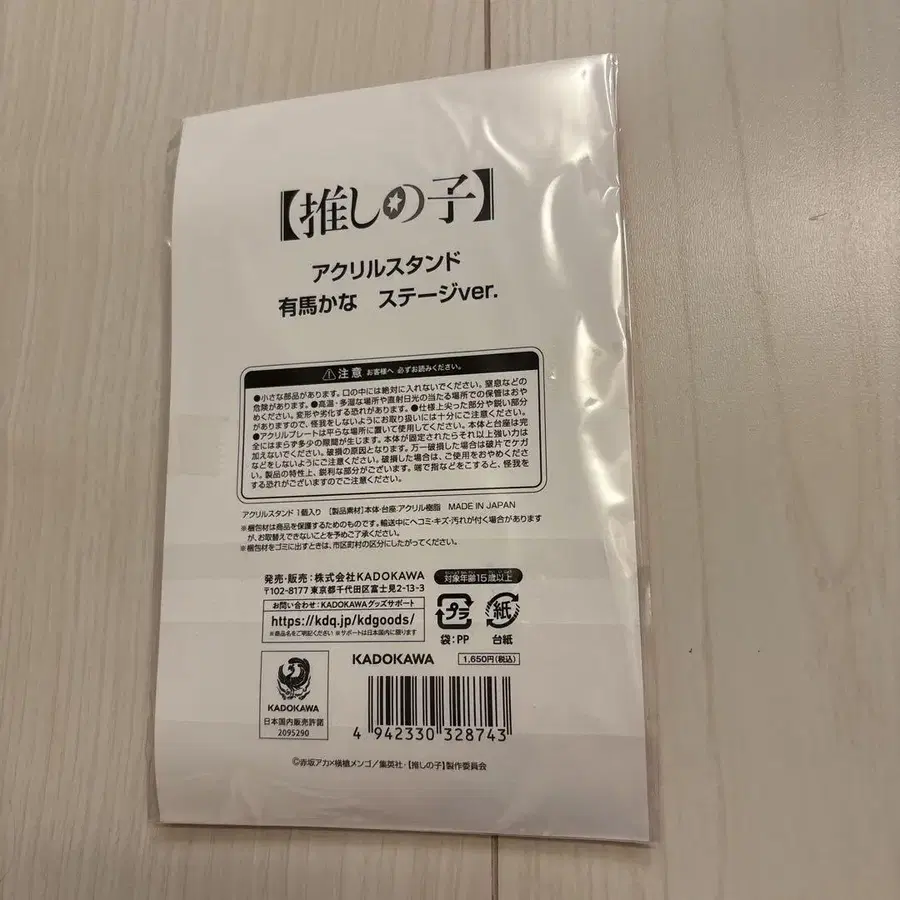 【推しの子】
アクリルスタンド
有馬かな ステージver.
⚠注意 お客様へ 必ずお読みください。
●小さな部品があります。口の中には絶対に入れないでください。窒息などの
危険があります。●高温・多湿な場所や直射日光の当たる場所での保管はおや
めください。変形や劣化する恐れがあります。●仕様上尖った部分や鋭い部分
がありますので、怪我をしないようにお取り扱いには十分にご注意ください。
●アクリルプレートは平らな場所に置いて使用してください。本体と台座は完
全にはまらず多少の隙間が生じます。本体が固定されたらそれ以上強い力は
加えないでください。破損の原因となります。万一破損した場合は破片でケガ
などをしないようにご注意ください。破損した場合は、ご使用をおやめくださ
い。製品の特性上、鋭利な部分がございます。端で指などをこすると、怪我を
する恐れがございますのでご注意ください。
アクリルスタンド 1個入り 【製品素材】本体・台座:アクリル樹脂 MADE IN JAPAN
※梱包材は商品を保護するためのものです。輸送中にヘコミ・キズ・汚れが付く場合があります
が、お取替えできないことを予めご了承ください。
※梱包材をゴミに出すときは、市区町村の区分にしたがってください。
発売・販売:株式会社KADOKAWA
対象年齢15歳以上
〒102-8177 東京都千代田区富士見2-13-3
お問い合わせ:KADOKAWAグッズサポート
https://kdq.jp/kdgoods/
※商品名をご明記ください ※サポートは日本国内に限ります
プラ
紙
袋:PP
台紙
KADOKAWA
1,650円(税込)
KADOKAWA
日本国内販売許諾
2095290
4 942330 328743
©赤坂アカ×横槍メンゴ/集英社・【推しの子】製作委員会